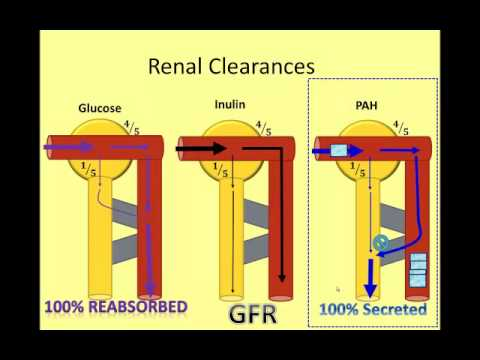 Renal Clearances
Glucose
Inulin
PAH
4/5
4/5
4/5
1/5
1/5
1/5
100% REABSORBED
GFR
100% Secreted